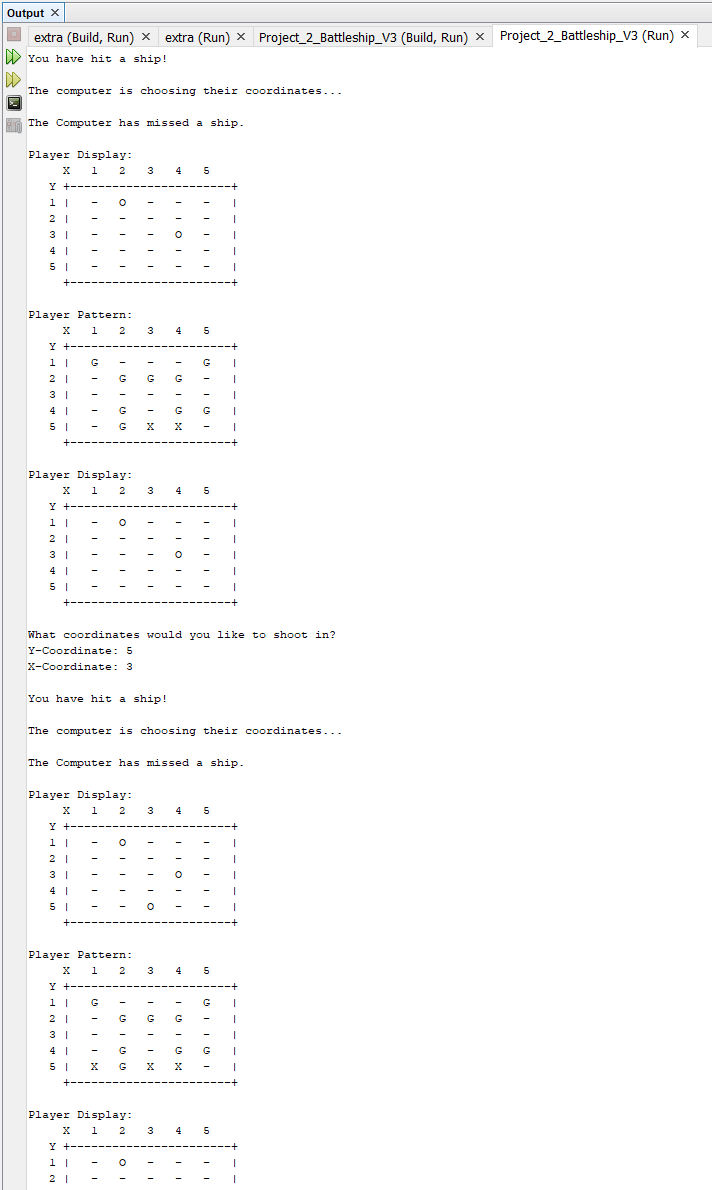 Output
extra (Build, Run) extra (Run) Project_2_Battleship_V3 (Build, Run) Project_2_Battleship_V3 (Run)
You have hit a ship!
The computer is choosing their coordinates...
The Computer has missed a ship.
Player Display:
     X   1   2   3   4   5
   Y +-----------------------+
   1 |   -   O   -   -   -   |
   2 |   -   -   -   -   -   |
   3 |   -   -   -   O   -   |
   4 |   -   -   -   -   -   |
   5 |   -   -   -   -   -   |
     +-----------------------+
Player Pattern:
     X   1   2   3   4   5
   Y +-----------------------+
   1 |   G   -   -   -   G   |
   2 |   -   G   G   G   -   |
   3 |   -   -   -   -   -   |
   4 |   -   G   -   G   G   |
   5 |   -   G   X   X   -   |
     +-----------------------+
Player Display:
     X   1   2   3   4   5
   Y +-----------------------+
   1 |   -   O   -   -   -   |
   2 |   -   -   -   -   -   |
   3 |   -   -   -   O   -   |
   4 |   -   -   -   -   -   |
   5 |   -   -   -   -   -   |
     +-----------------------+
What coordinates would you like to shoot in?
Y-Coordinate: 5
X-Coordinate: 3
You have hit a ship!
The computer is choosing their coordinates...
The Computer has missed a ship.
Player Display:
     X   1   2   3   4   5
   Y +-----------------------+
   1 |   -   O   -   -   -   |
   2 |   -   -   -   -   -   |
   3 |   -   -   -   O   -   |
   4 |   -   -   -   -   -   |
   5 |   -   -   O   -   -   |
     +-----------------------+
Player Pattern:
     X   1   2   3   4   5
   Y +-----------------------+
   1 |   G   -   -   -   G   |
   2 |   -   G   G   G   -   |
   3 |   -   -   -   -   -   |
   4 |   -   G   -   G   G   |
   5 |   X   G   X   X   -   |
     +-----------------------+
Player Display:
     X   1   2   3   4   5
   Y +-----------------------+
   1 |   -   O   -   -   -   |
   2 |   -   -   -   -   -   |